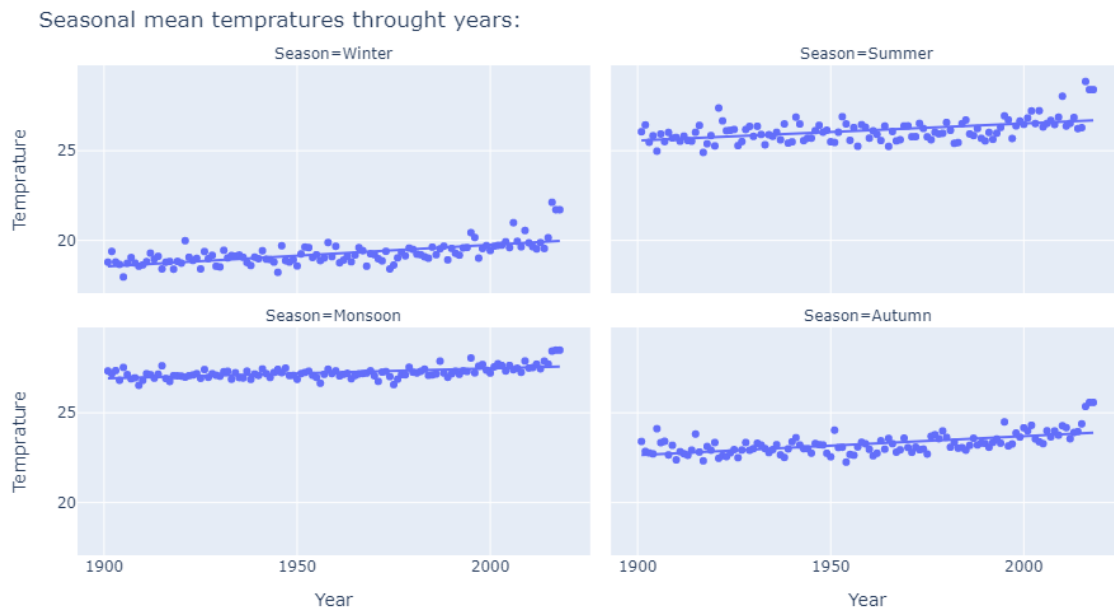 Seasonal mean tempratures throught years:
Season=Winter
Season=Summer
Temprature
25
20
Season=Monsoon
Season=Autumn
Temprature
25
20
1900
1950
2000
1900
1950
2000
Year
Year